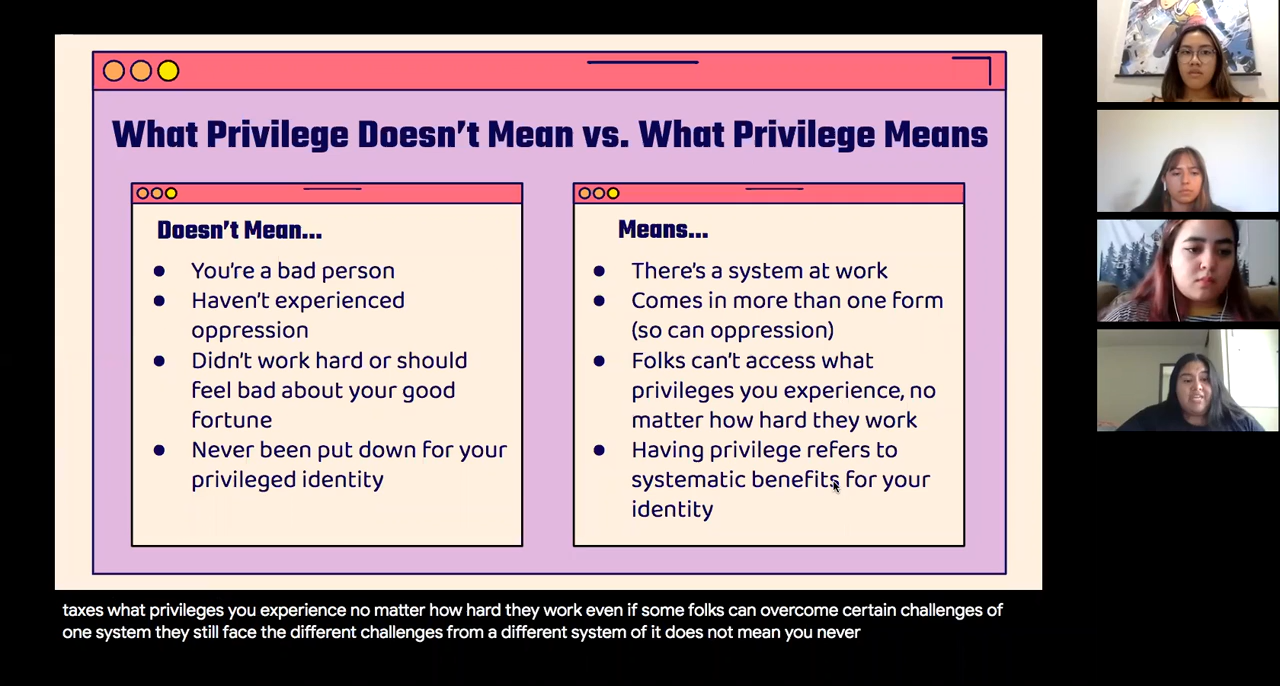 What Privilege Doesn't Mean vs. What Privilege Means
Doesn't Mean...
● You're a bad person
● Haven't experienced
oppression
● Didn't work hard or should
feel bad about your good
fortune
● Never been put down for your
privileged identity
Means...
● There's a system at work
● Comes in more than one form
(so can oppression)
● Folks can't access what
privileges you experience, no
matter how hard they work
● Having privilege refers to
systematic benefits for your
identity
taxes what privileges you experience no matter how hard they work even if some folks can overcome certain challenges of
one system they still face the different challenges from a different system of it does not mean you never